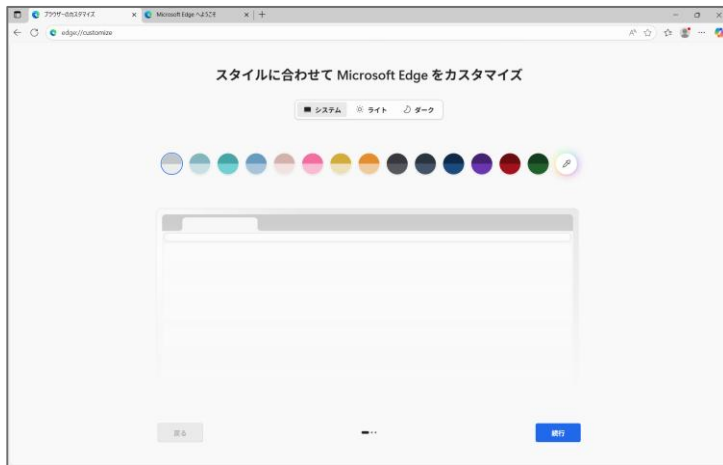 ブラウザーのカスタマイズ
Microsoft Edge へようこそ
edge://customize
スタイルに合わせて Microsoft Edge をカスタマイズ
システム ライト ダーク
戻る
続行